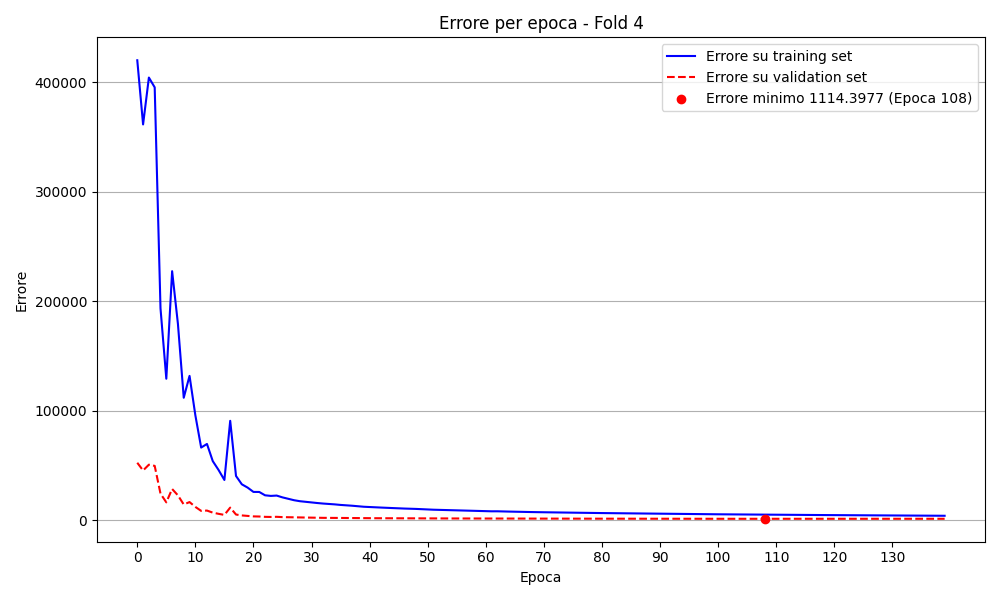 Errore per epoca - Fold 4
Errore su training set
Errore su validation set
Errore minimo 1114.3977 (Epoca 108)
400000
300000
200000
100000
0
Errore
0 10 20 30 40 50 60 70 80 90 100 110 120 130
Epoca